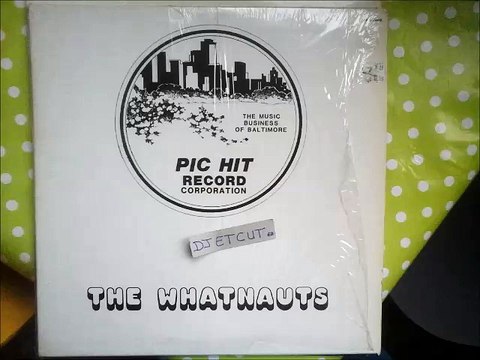 THE MUSIC
BUSINESS
OF BALTIMORE
PIC HIT
RECORD
CORPORATION
DJ ETCUT.
THE WHATNAUTS